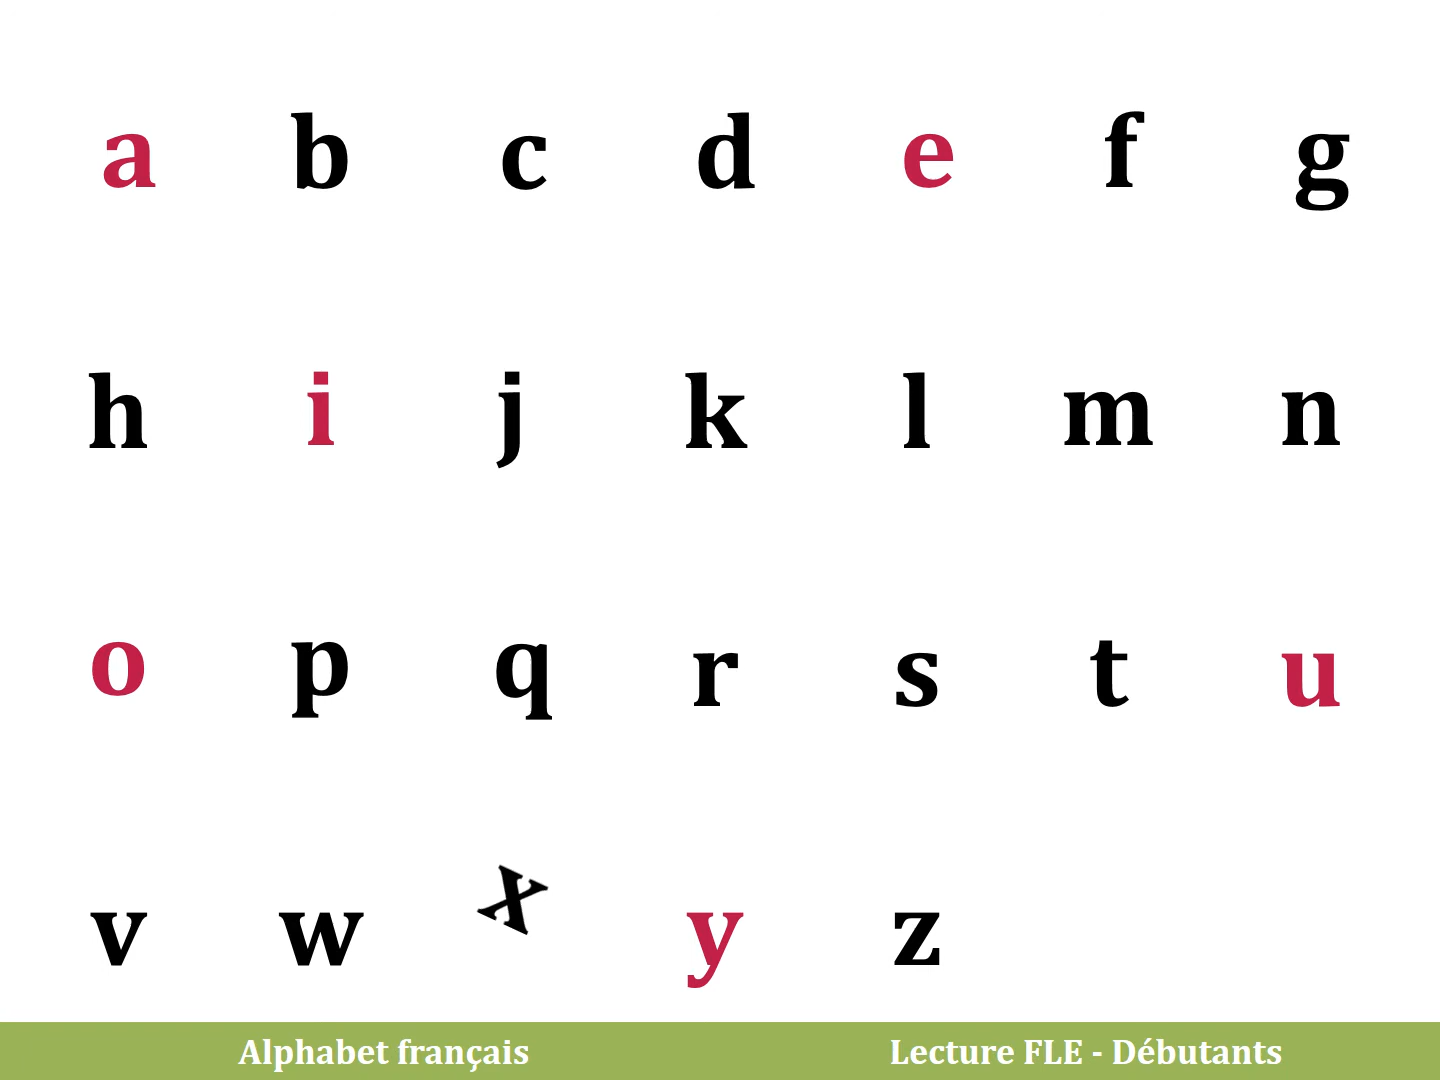 a b c d e f g
h i j k l m n
o p q r s t u
v w x y z
Alphabet français Lecture FLE - Débutants